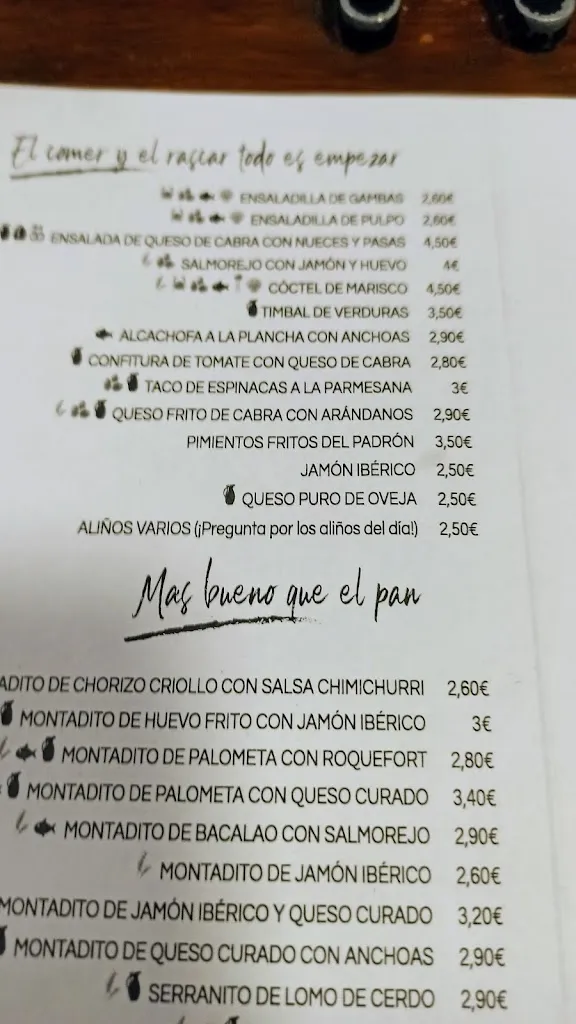 El comer y el rascar todo es empezar
ENSALADILLA DE GAMBAS 2,60€
ENSALADILLA DE PULPO 2,60€
ENSALADA DE QUESO DE CABRA CON NUECES Y PASAS 4,50€
SALMOREJO CON JAMÓN Y HUEVO 4€
CÓCTEL DE MARISCO 4,50€
TIMBAL DE VERDURAS 3,50€
ALCACHOFA A LA PLANCHA CON ANCHOAS 2,90€
CONFITURA DE TOMATE CON QUESO DE CABRA 2,80€
TACO DE ESPINACAS A LA PARMESANA 3€
QUESO FRITO DE CABRA CON ARÁNDANOS 2,90€
PIMIENTOS FRITOS DEL PADRÓN 3,50€
JAMÓN IBÉRICO 2,50€
QUESO PURO DE OVEJA 2,50€
ALIÑOS VARIOS (¡Pregunta por los aliños del día!) 2,50€
Mas bueno que el pan
ADITO DE CHORIZO CRIOLLO CON SALSA CHIMICHURRI 2,60€
MONTADITO DE HUEVO FRITO CON JAMÓN IBÉRICO 3€
MONTADITO DE PALOMETA CON ROQUEFORT 2,80€
MONTADITO DE PALOMETA CON QUESO CURADO 3,40€
MONTADITO DE BACALAO CON SALMOREJO 2,90€
MONTADITO DE JAMÓN IBÉRICO 2,60€
MONTADITO DE JAMÓN IBÉRICO Y QUESO CURADO 3,20€
MONTADITO DE QUESO CURADO CON ANCHOAS 2,90€
SERRANITO DE LOMO DE CERDO 2,90€